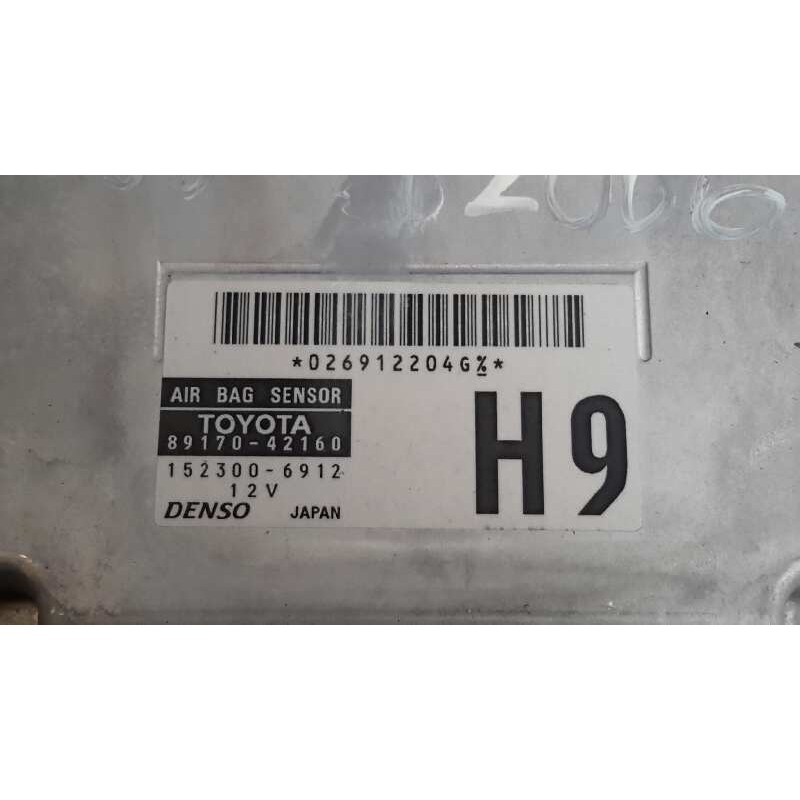 2006
*026912204G%*
AIR BAG SENSOR
TOYOTA
89170-42160
152300-6912
12V
DENSO JAPAN
H9